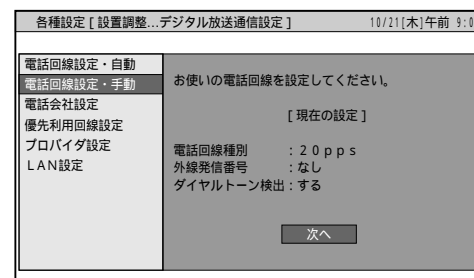 各種設定 [ 設置調整...デジタル放送通信設定 ] 10/21[木]午前 9:0
電話回線設定・自動
電話回線設定・手動
電話会社設定
優先利用回線設定
プロバイダ設定
ＬＡＮ設定
お使いの電話回線を設定してください。
[ 現在の設定 ]
電話回線種別 ：２０ｐｐｓ
外線発信番号 ：なし
ダイヤルトーン検出：する
次へ